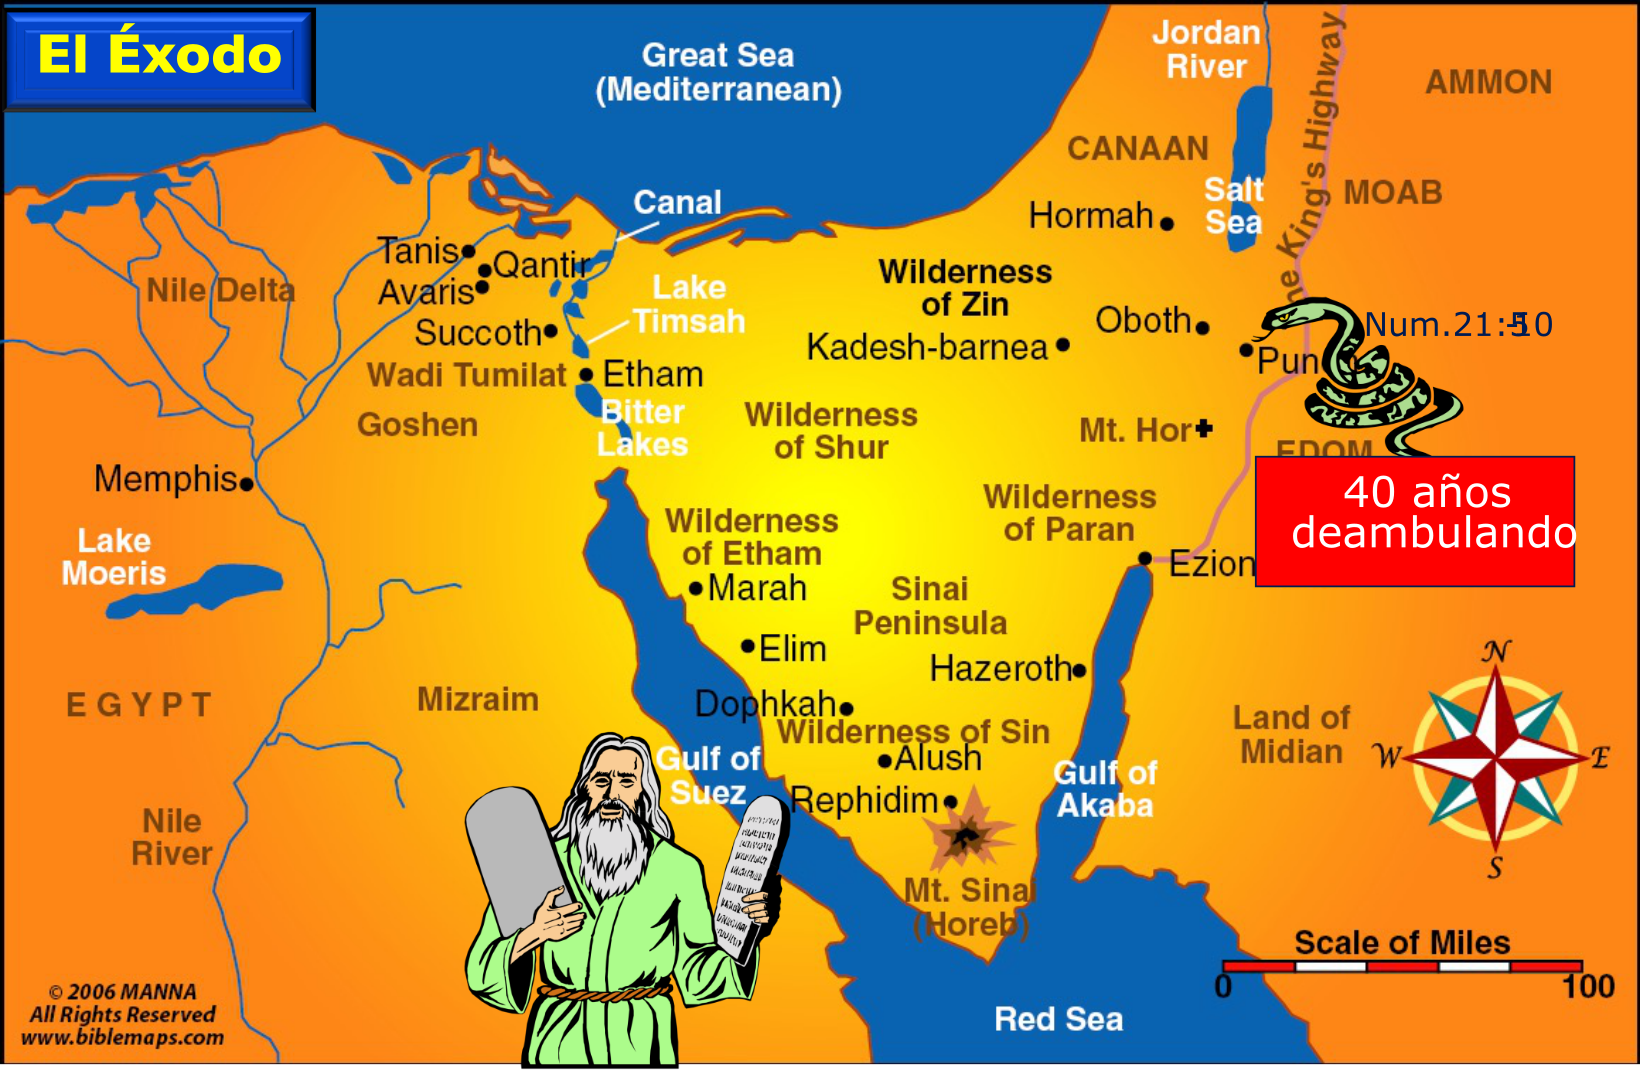 El Éxodo
Great Sea
(Mediterranean)
Jordan
River
The King's Highway
AMMON
CANAAN
MOAB
Salt
Sea
Canal
Hormah
Tanis
Qantir
Avaris
Nile Delta
Lake
Timsah
Wilderness
of Zin
Succoth
Oboth
Num.21:5-10
Kadesh-barnea
Pun
Wadi Tumilat
Etham
Goshen
Bitter
Lakes
Wilderness
of Shur
Mt. Hor
EDOM
Memphis
40 años
deambulando
Wilderness
of Paran
Wilderness
of Etham
Lake
Moeris
Ezion
Marah
Sinai
Peninsula
Elim
Hazeroth
EGYPT
Mizraim
Dophkah
Wilderness of Sin
Land of
Midian
N
W
E
S
Gulf of
Suez
Alush
Gulf of
Akaba
Rephidim
Nile
River
Mt. Sinai
(Horeb)
Scale of Miles
0
100
© 2006 MANNA
All Rights Reserved
www.biblemaps.com
Red Sea